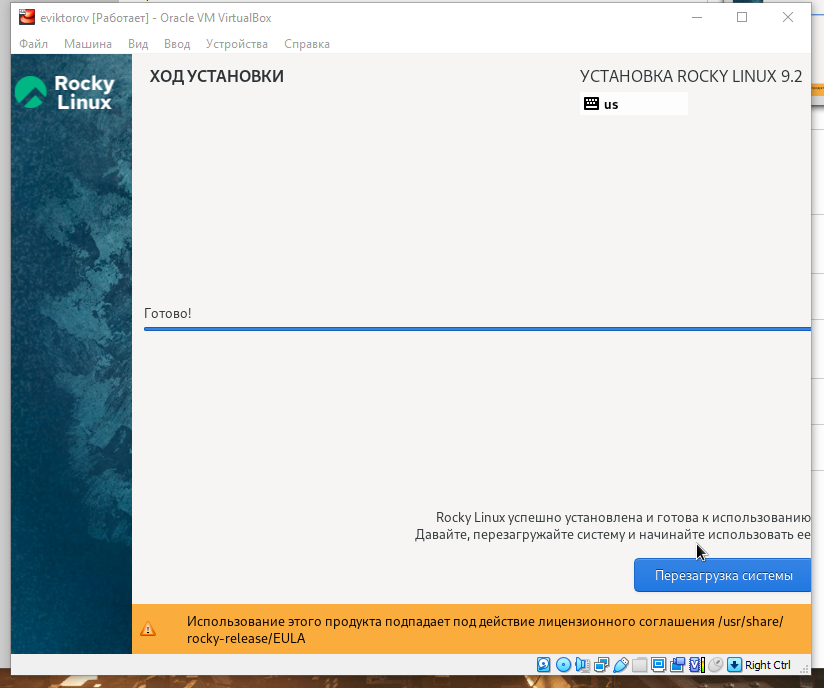 eviktorov [Работает] - Oracle VM VirtualBox
Файл Машина Вид Ввод Устройства Справка
Rocky
Linux
ХОД УСТАНОВКИ
УСТАНОВКА ROCKY LINUX 9.2
us
Готово!
Rocky Linux успешно установлена и готова к использованию
Давайте, перезагружайте систему и начинайте использовать ее
Перезагрузка системы
Использование этого продукта подпадает под действие лицензионного соглашения /usr/share/
rocky-release/EULA
Right Ctrl